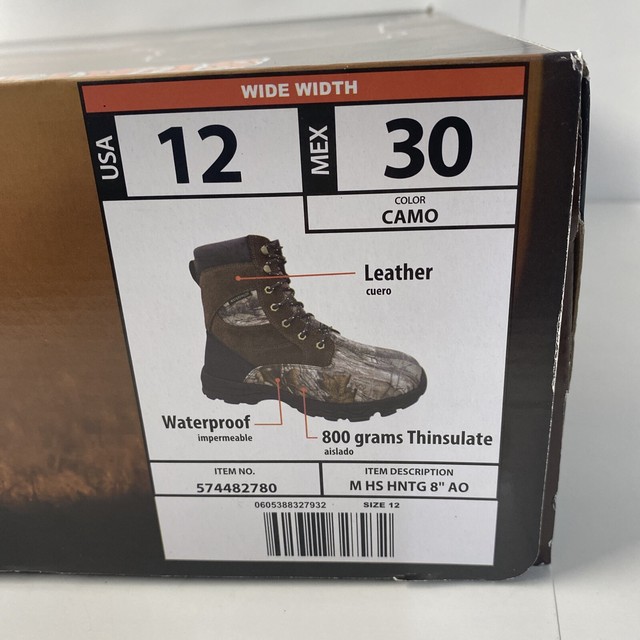 WIDE WIDTH
USA 12 MEX 30
COLOR
CAMO
Leather
cuero
Waterproof
impermeable
800 grams Thinsulate
aislado
ITEM NO.
574482780
ITEM DESCRIPTION
M HS HNTG 8" AO
0605388327932 SIZE 12